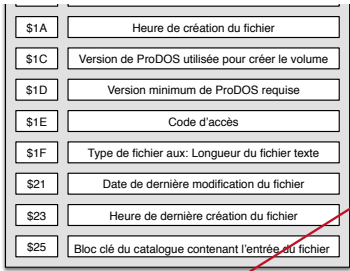 $1A Heure de création du fichier
$1C Version de ProDOS utilisée pour créer le volume
$1D Version minimum de ProDOS requise
$1E Code d'accès
$1F Type de fichier aux: Longueur du fichier texte
$21 Date de dernière modification du fichier
$23 Heure de dernière création du fichier
$25 Bloc clé du catalogue contenant l'entrée du fichier